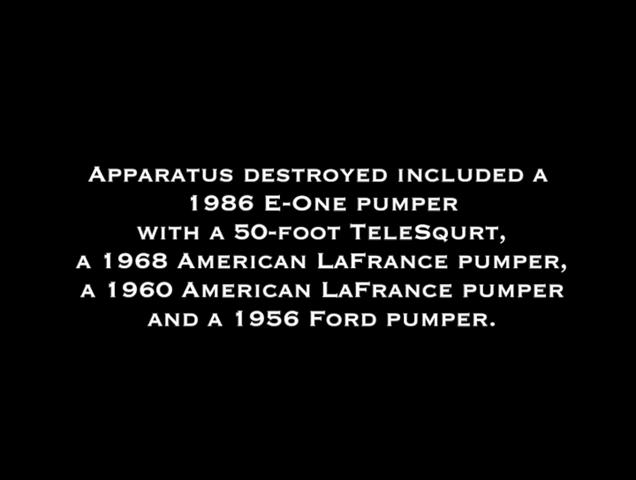 Apparatus destroyed included a
1986 E-One pumper
with a 50-foot TeleSqurt,
a 1968 American LaFrance pumper,
a 1960 American LaFrance pumper
and a 1956 Ford pumper.